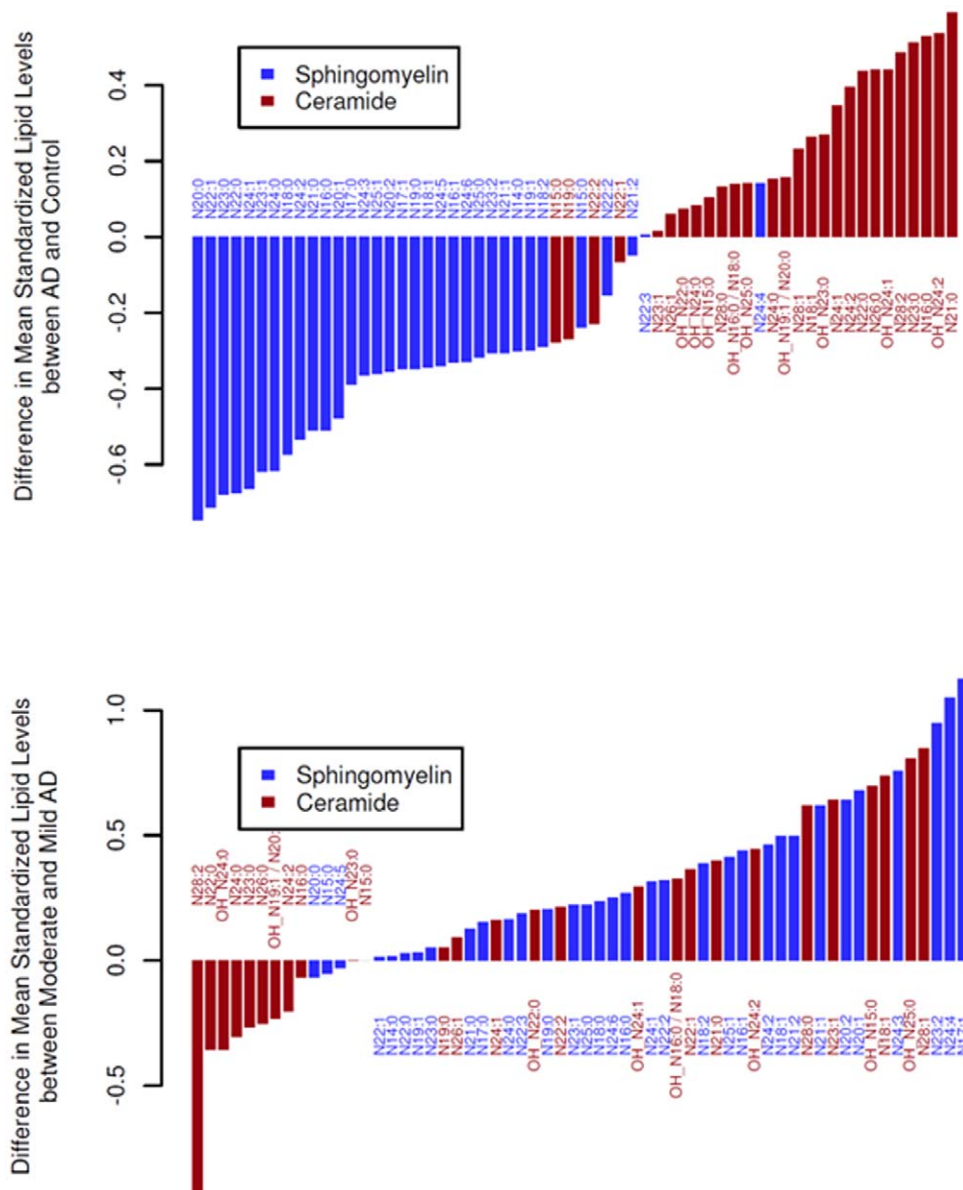 Difference in Mean Standardized Lipid Levels
between AD and Control
0.4
0.2
0.0
-0.2
-0.4
-0.6
Sphingomyelin
Ceramide
N20:0
N22:1
N23:0
N22:0
N24:1
N23:1
N24:0
N18:0
N24:2
N21:0
N16:0
N20:1
N17:0
N24:3
N25:1
N20:2
N17:1
N19:0
N18:1
N24:5
N16:1
N24:6
N25:0
N23:2
N21:1
N14:0
N19:1
N18:2
N15:0
N19:0
N15:0
N22:2
N22:2
N22:1
N21:2
N22:3
N23:1
N26:1
OH_N22:0
OH_N24:0
OH_N15:0
N28:0
OH_N16:0 / N18:0
OH_N25:0
N24:4
N24:0
OH_N19:1 / N20:0
N28:1
N18:1
OH_N23:0
N24:1
N24:2
N22:0
N26:0
OH_N24:1
N28:2
N23:0
N16:0
OH_N24:2
N21:0
Difference in Mean Standardized Lipid Levels
between Moderate and Mild AD
1.0
0.5
0.0
-0.5
Sphingomyelin
Ceramide
N28:2
N22:0
OH_N24:0
N24:0
N23:0
N26:0
OH_N19:1 / N20:
N24:2
N16:0
N20:0
N15:0
N24:5
OH_N23:0
N15:0
N22:1
N14:0
N22:0
N19:1
N23:0
N19:0
N26:1
N21:0
N17:0
N24:1
N24:0
N22:3
OH_N22:0
N19:0
N22:2
N23:1
N25:0
N18:0
N24:6
N16:0
OH_N24:1
N24:1
N22:2
OH_N16:0 / N18:0
N22:1
N18:2
N21:0
N25:1
N16:1
OH_N24:2
N24:2
N18:1
N21:2
N28:0
N21:1
N23:1
N20:2
N20:1
OH_N15:0
N18:1
N24:3
OH_N25:0
N28:1
N23:2
N24:4
N17:1